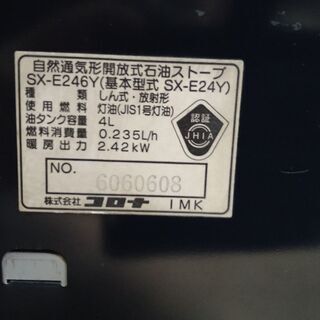 自然通気形開放式石油ストーブ
SX-E246Y(基本型式 SX-E24Y)
種類 しん式・放射形
使用燃料 灯油(JIS1号灯油)
油タンク容量 4L
燃料消費量 0.235L/h
暖房出力 2.42kW
認証
JHIA
NO. 6060608
株式会社 コロナ IMK